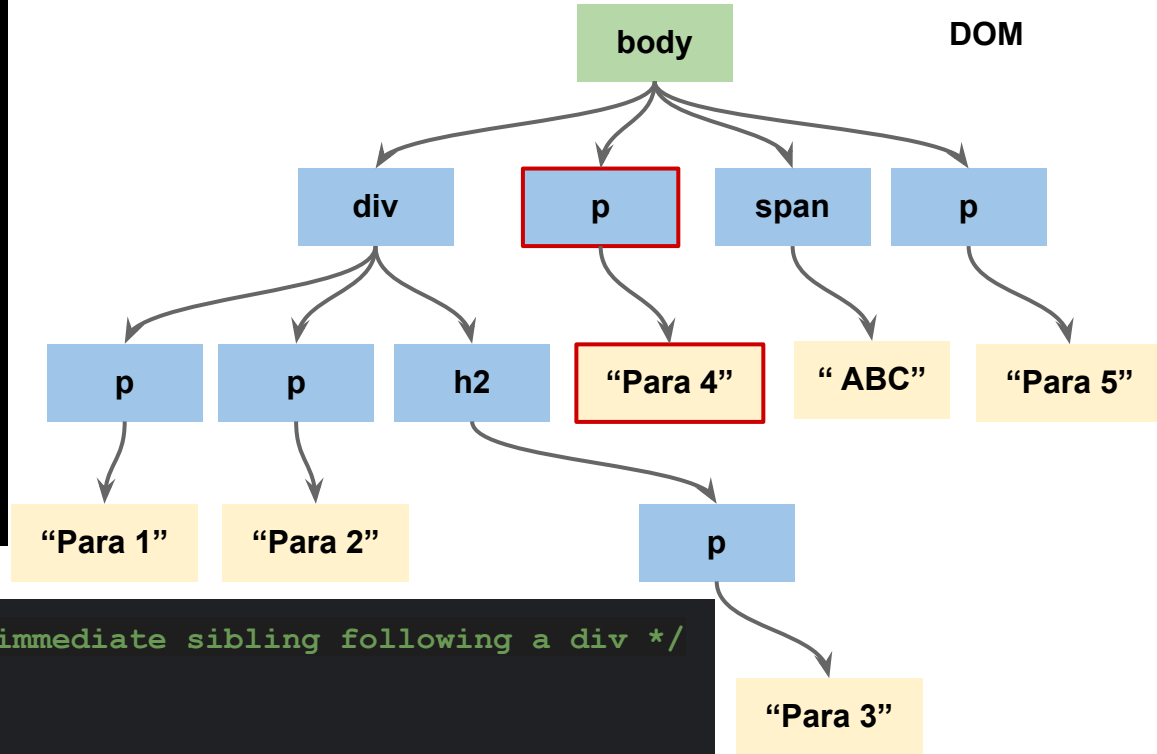 body
DOM
div
p
span
p
p
p
h2
“Para 4”
“ ABC”
“Para 5”
“Para 1”
“Para 2”
p
immediate sibling following a div */
“Para 3”